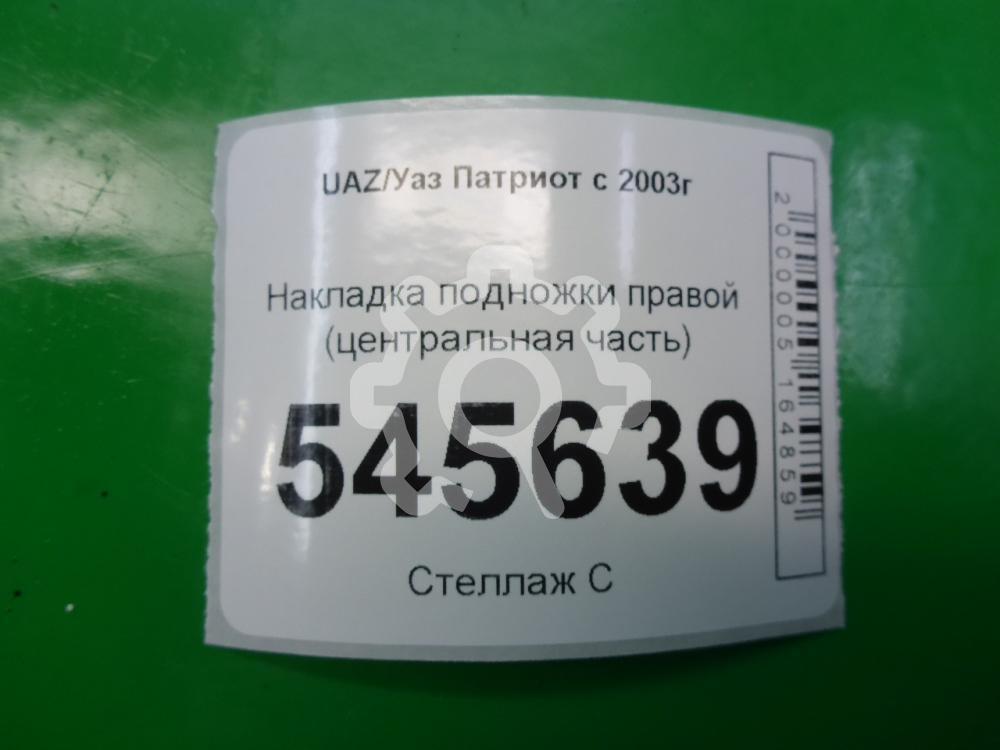 UAZ/Уаз Патриот с 2003г
Накладка подножки правой
(центральная часть)
545639
Стеллаж С
2000005164859